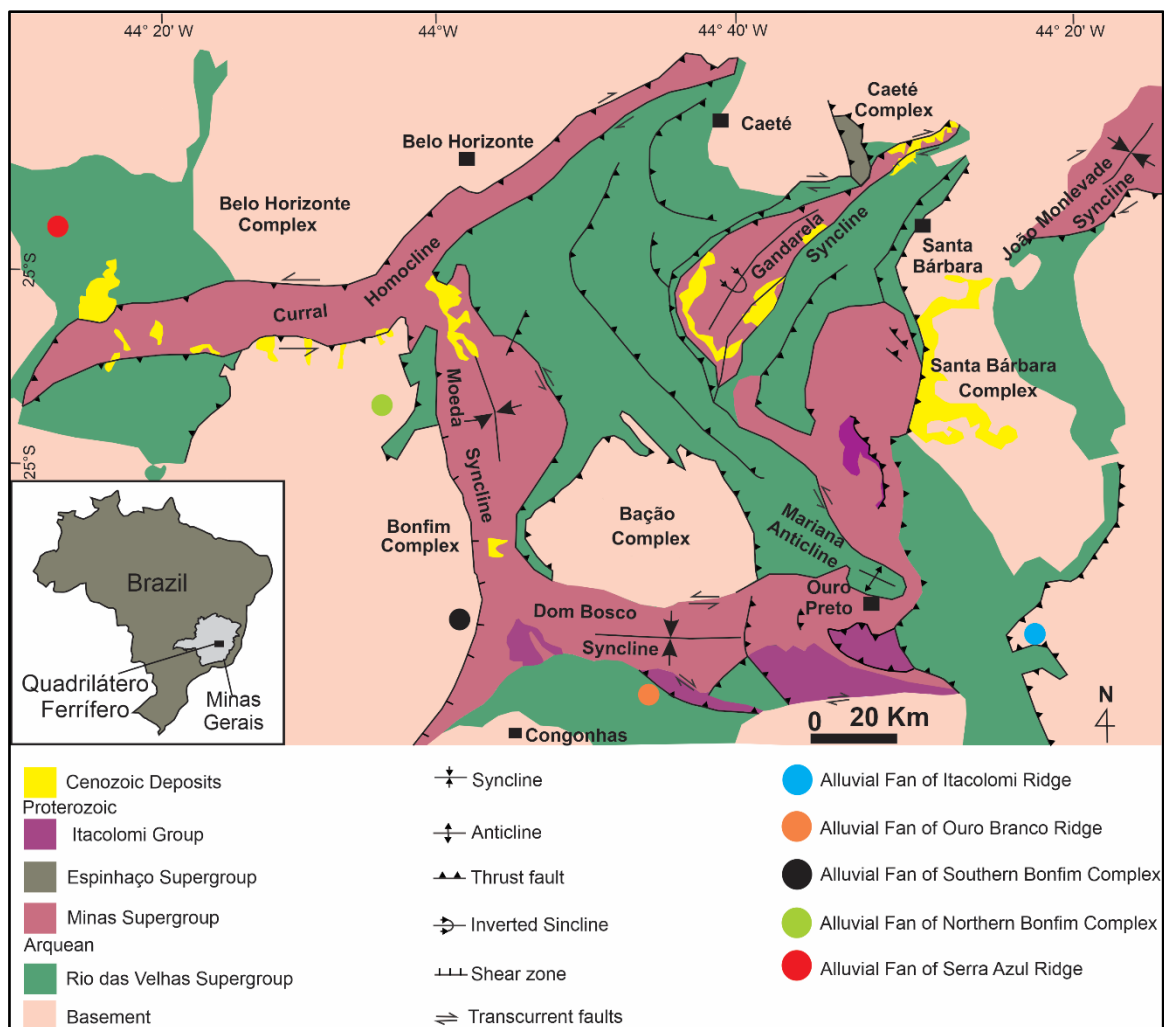 44° 20' W
44°W
44° 40' W
44° 20' W
Caeté
Complex
Caeté
Belo Horizonte
João Monlevade
Syncline
Belo Horizonte
Complex
Gandarela
Syncline
Santa
Bárbara
25°S
Homocline
Curral
Santa Bárbara
Complex
Moeda
Syncline
25°S
Bonfim
Complex
Bação
Complex
Mariana
Anticline
Ouro
Preto
Dom Bosco
Syncline
Brazil
Quadrilátero
Ferrífero
Minas
Gerais
Congonhas
0 20 Km
N
Cenozoic Deposits
Proterozoic
Itacolomi Group
Espinhaço Supergroup
Minas Supergroup
Arquean
Rio das Velhas Supergroup
Basement
Syncline
Anticline
Thrust fault
Inverted Sincline
Shear zone
Transcurrent faults
Alluvial Fan of Itacolomi Ridge
Alluvial Fan of Ouro Branco Ridge
Alluvial Fan of Southern Bonfim Complex
Alluvial Fan of Northern Bonfim Complex
Alluvial Fan of Serra Azul Ridge